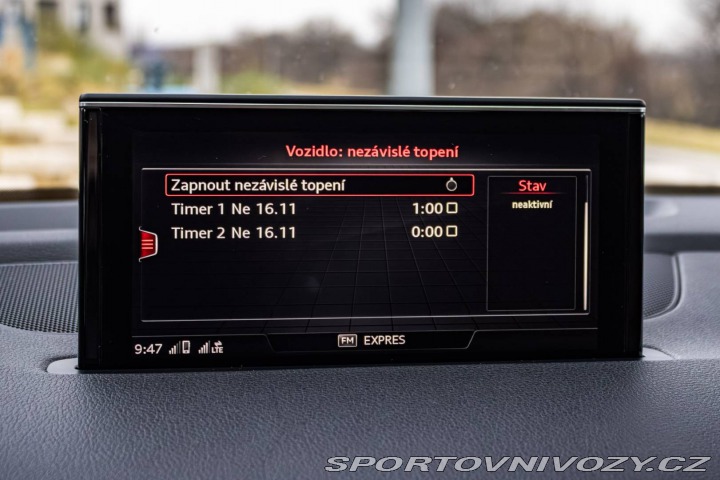 Vozidlo: nezávislé topení
Zapnout nezávislé topení
Timer 1 Ne 16.11 1:00
Timer 2 Ne 16.11 0:00
Stav
neaktivní
9:47 LTE
FM EXPRES
SPORTOVNIVOZY.CZ